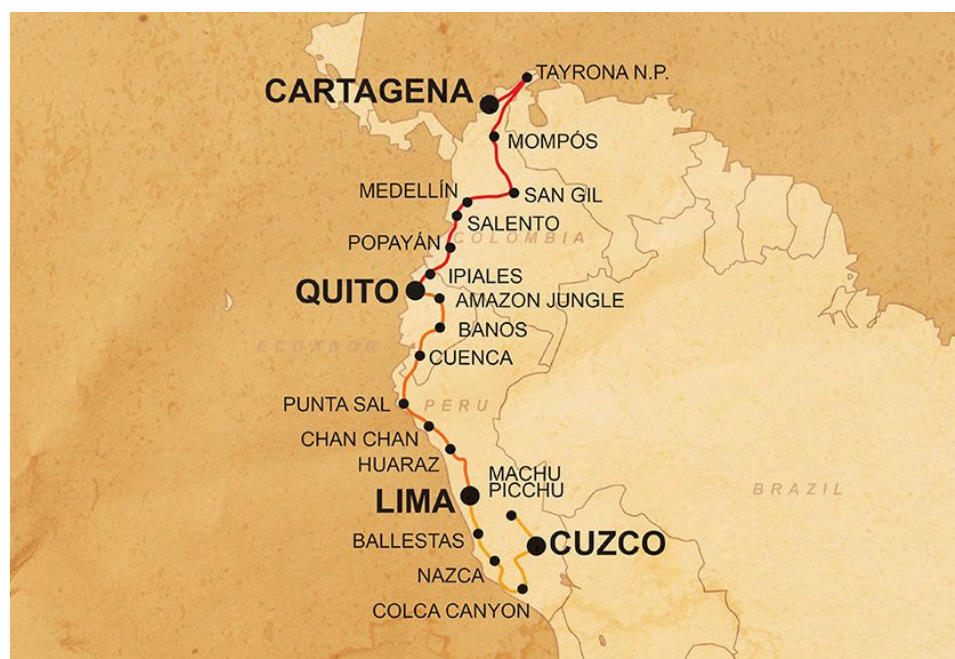 TAYRONA N.P.
CARTAGENA
MOMPÓS
MEDELLÍN
SAN GIL
SALENTO
POPAYÁN
COLOMBIA
IPIALES
QUITO
AMAZON JUNGLE
BANOS
ECUADOR
CUENCA
PUNTA SAL
PERU
CHAN CHAN
HUARAZ
MACHU
PICCHU
BRAZIL
LIMA
BALLESTAS
CUZCO
NAZCA
COLCA CANYON